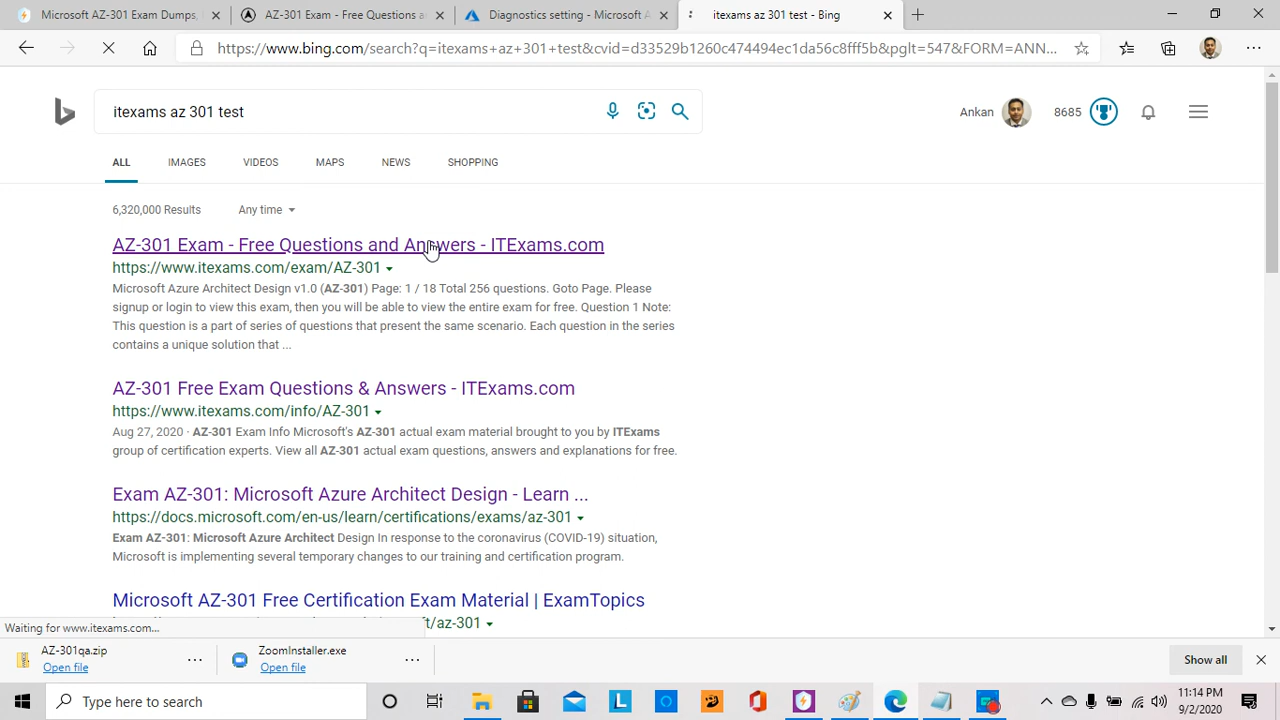 Microsoft AZ-301 Exam Dumps,
AZ-301 Exam - Free Questions a
Diagnostics setting - Microsoft A
itexams az 301 test - Bing
https://www.bing.com/search?q=itexams+az+301+test&cvid=d33529b1260c474494ec1da56c8fff5b&pglt=547&FORM=ANN...
itexams az 301 test
Ankan
8685
ALL
IMAGES
VIDEOS
MAPS
NEWS
SHOPPING
6,320,000 Results
Any time
AZ-301 Exam - Free Questions and Answers - ITExams.com
https://www.itexams.com/exam/AZ-301
Microsoft Azure Architect Design v1.0 (AZ-301) Page: 1 / 18 Total 256 questions. Goto Page. Please
signup or login to view this exam, then you will be able to view the entire exam for free. Question 1 Note:
This question is a part of series of questions that present the same scenario. Each question in the series
contains a unique solution that ...
AZ-301 Free Exam Questions & Answers - ITExams.com
https://www.itexams.com/info/AZ-301
Aug 27, 2020 · AZ-301 Exam Info Microsoft's AZ-301 actual exam material brought to you by ITExams
group of certification experts. View all AZ-301 actual exam questions, answers and explanations for free.
Exam AZ-301: Microsoft Azure Architect Design - Learn ...
https://docs.microsoft.com/en-us/learn/certifications/exams/az-301
Exam AZ-301: Microsoft Azure Architect Design In response to the coronavirus (COVID-19) situation,
Microsoft is implementing several temporary changes to our training and certification program.
Microsoft AZ-301 Free Certification Exam Material | ExamTopics
t/az-301
Waiting for www.itexams.com...
AZ-301qa.zip
Open file
ZoomInstaller.exe
Open file
Show all
Type here to search
11:14 PM
9/2/2020